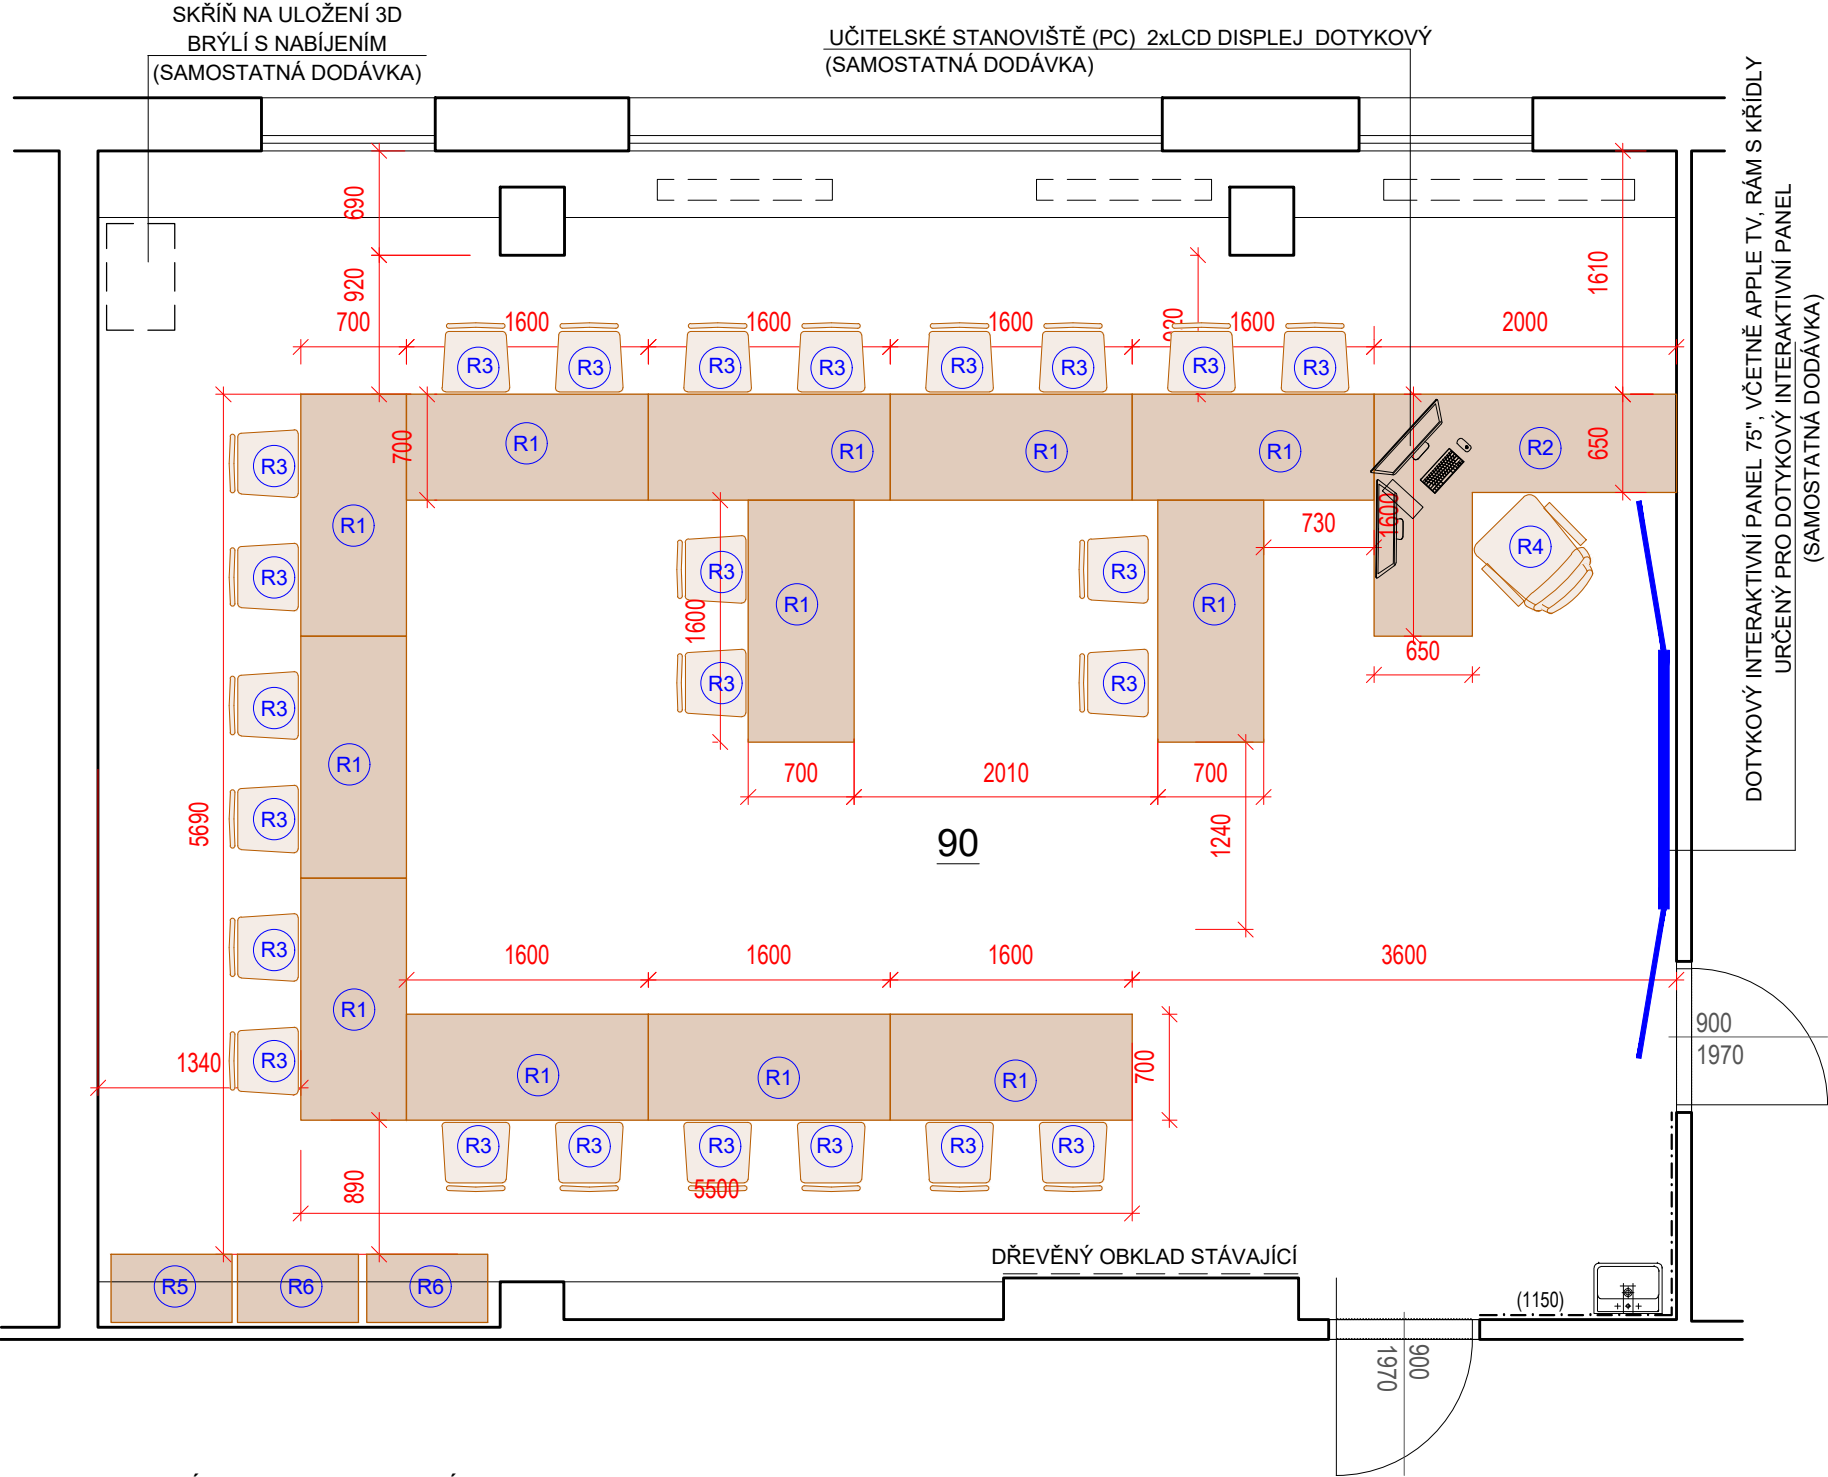 SKŘÍŇ NA ULOŽENÍ 3D
BRÝLÍ S NABÍJENÍM
(SAMOSTATNÁ DODÁVKA)
UČITELSKÉ STANOVIŠTĚ (PC) 2xLCD DISPLEJ DOTYKOVÝ
(SAMOSTATNÁ DODÁVKA)
DOTYKOVÝ INTERAKTIVNÍ PANEL 75", VČETNĚ APPLE TV, RÁM S KŘÍDLY
URČENÝ PRO DOTYKOVÝ INTERAKTIVNÍ PANEL
(SAMOSTATNÁ DODÁVKA)
690
920
1610
700 1600 1600 1600 1600 2000
R3 R3 R3 R3 R3 R3 R3 R3
700
R1 R1 R1 R1 R2
650
R3
R1
1600
730
R4
R3
R3 R3
R1 R1
1600
650
R3 R3
R3
R1
700 2010 700
5690
R3
1240
90
R3
1600 1600 1600 3600
R1
900
1970
1340
R3
R1 R1 R1
700
R3 R3 R3 R3 R3 R3
890
5500
DŘEVĚNÝ OBKLAD STÁVAJÍCÍ
R5 R6 R6
(1150)
900
1970